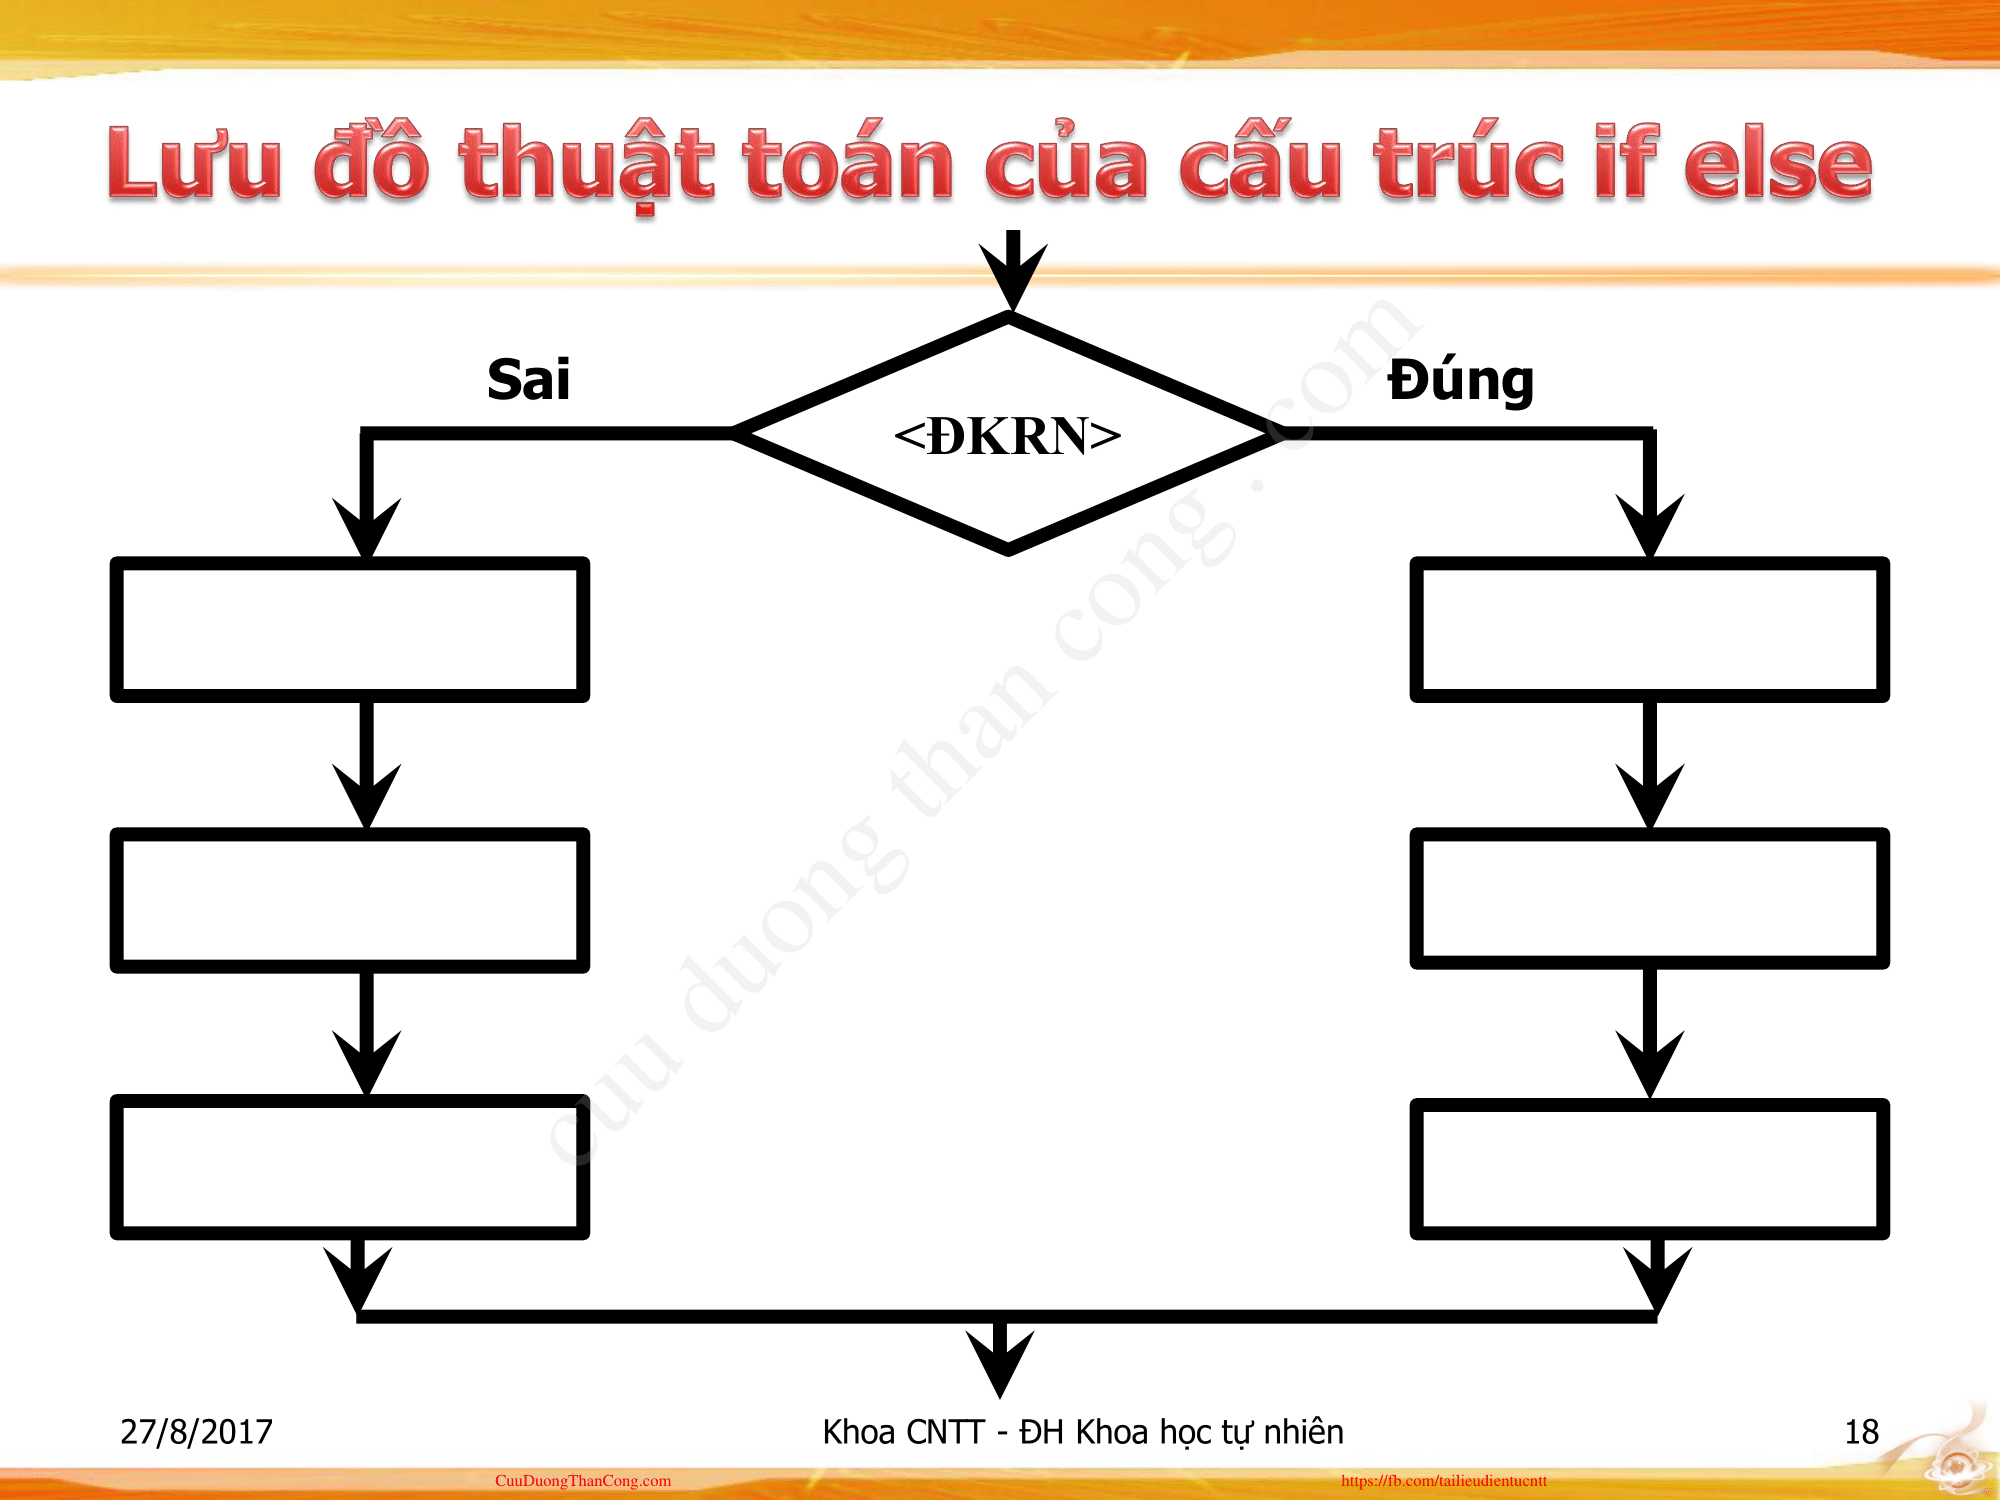 Lưu đồ thuật toán của cấu trúc if else
Sai
Đúng
<ĐKRN>
cuu duong than cong . com
27/8/2017
Khoa CNTT - ĐH Khoa học tự nhiên
18
CuuDuongThanCong.com
https://fb.com/tailieudientucntt